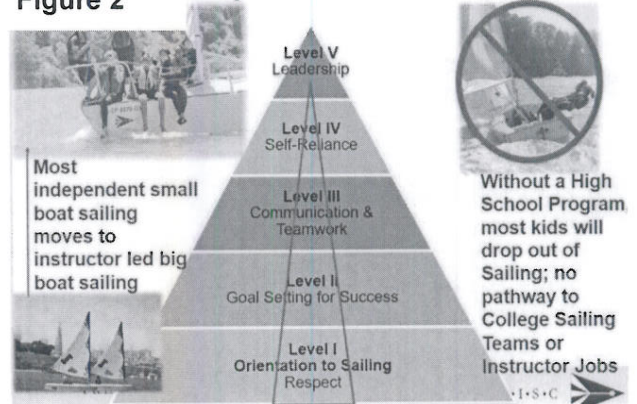 Figure 2
Level V
Leadership
Level IV
Self-Reliance
Level III
Communication &
Teamwork
Level II
Goal Setting for Success
Level I
Orientation to Sailing
Respect
Most
independent small
boat sailing
moves to
instructor led big
boat sailing
Without a High
School Program
most kids will
drop out of
Sailing; no
pathway to
College Sailing
Teams or
Instructor Jobs
·I·S·C